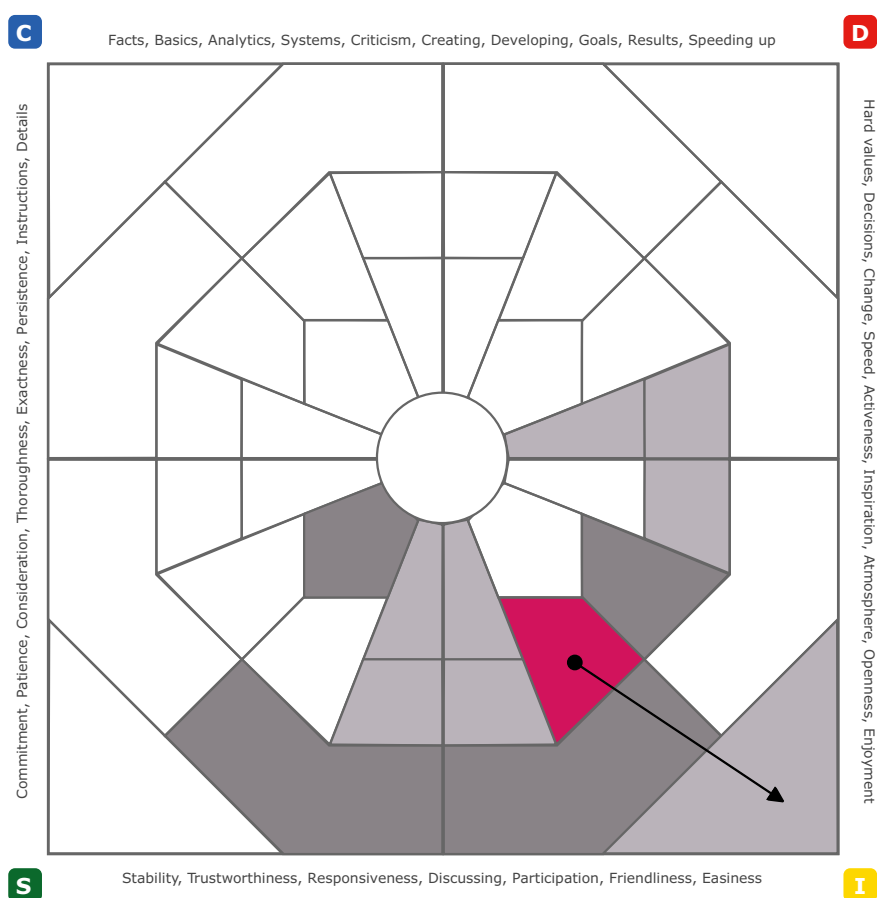 C
Facts, Basics, Analytics, Systems, Criticism, Creating, Developing, Goals, Results, Speeding up
D
Commitment, Patience, Consideration, Thoroughness, Exactness, Persistence, Instructions, Details
Hard values, Decisions, Change, Speed, Activeness, Inspiration, Atmosphere, Openness, Enjoyment
S
Stability, Trustworthiness, Responsiveness, Discussing, Participation, Friendliness, Easiness
I